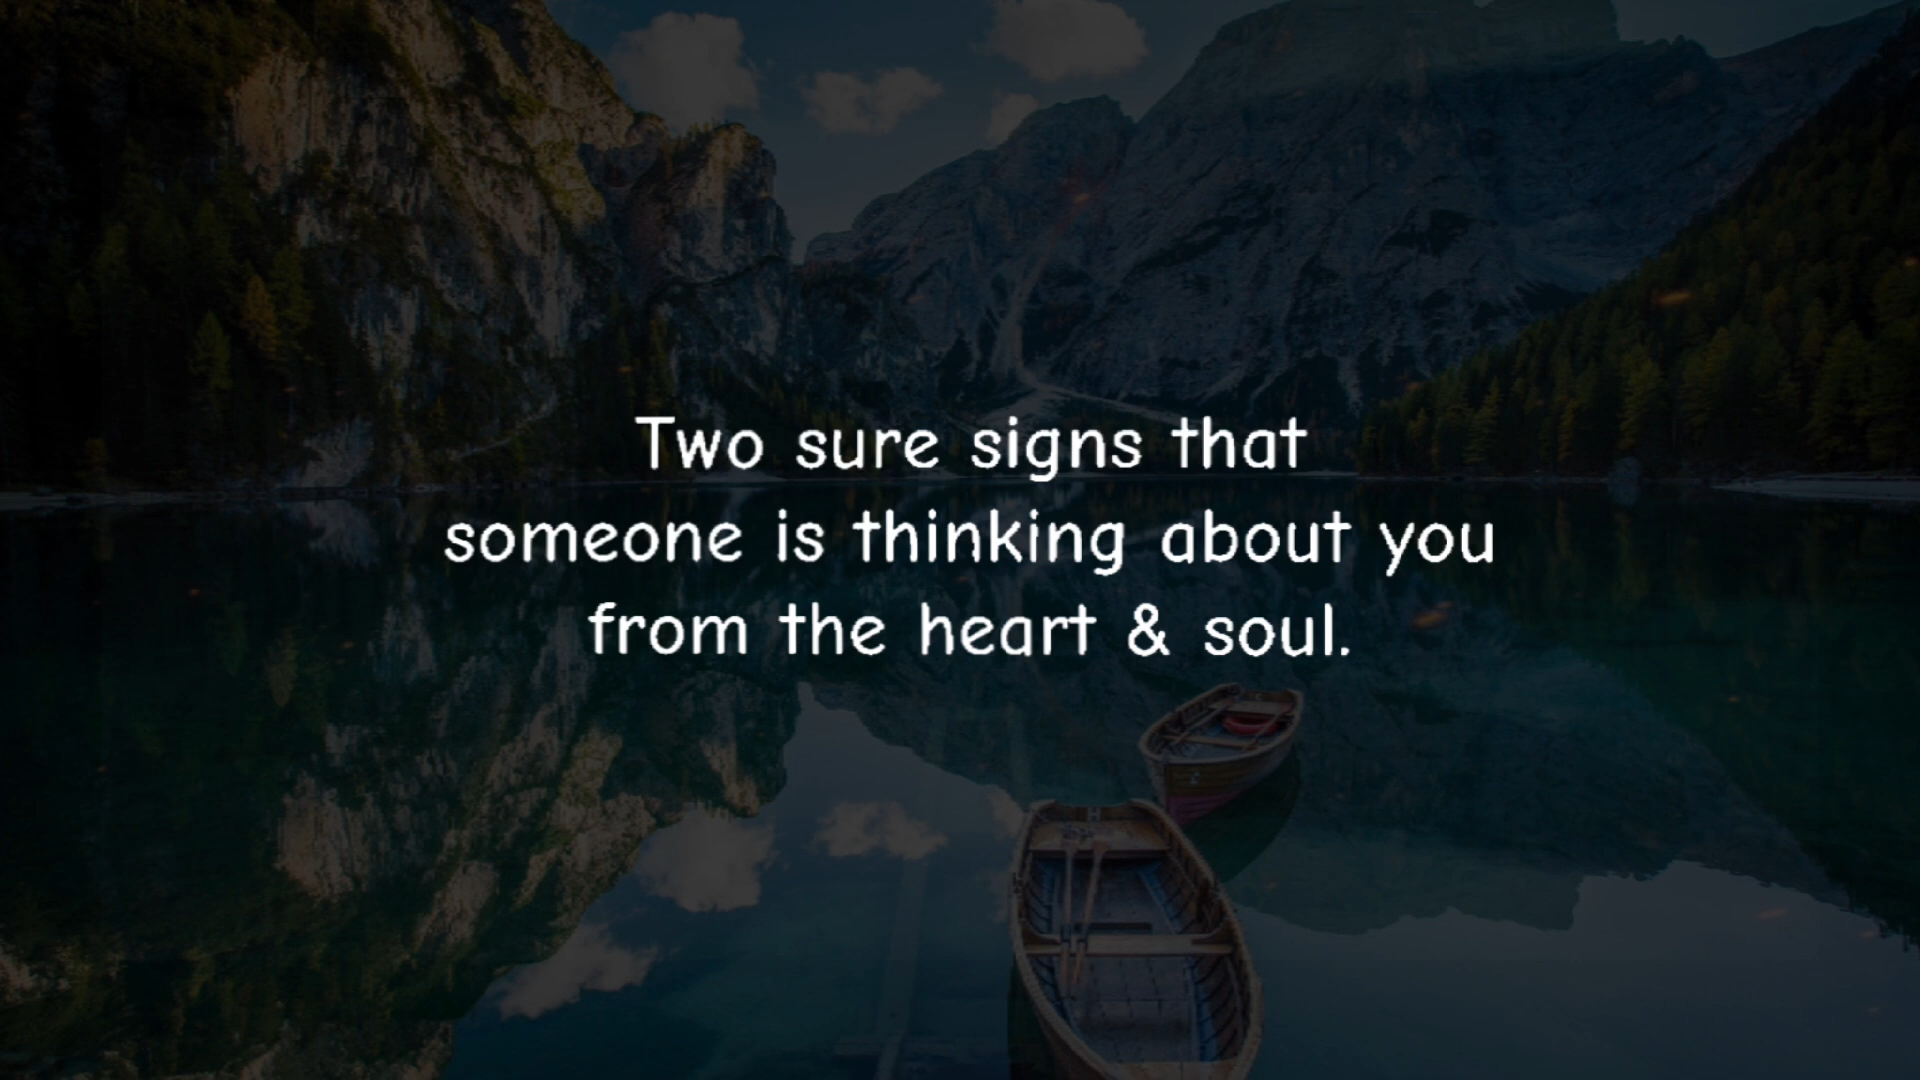 Two sure signs that
someone is thinking about you
from the heart & soul.